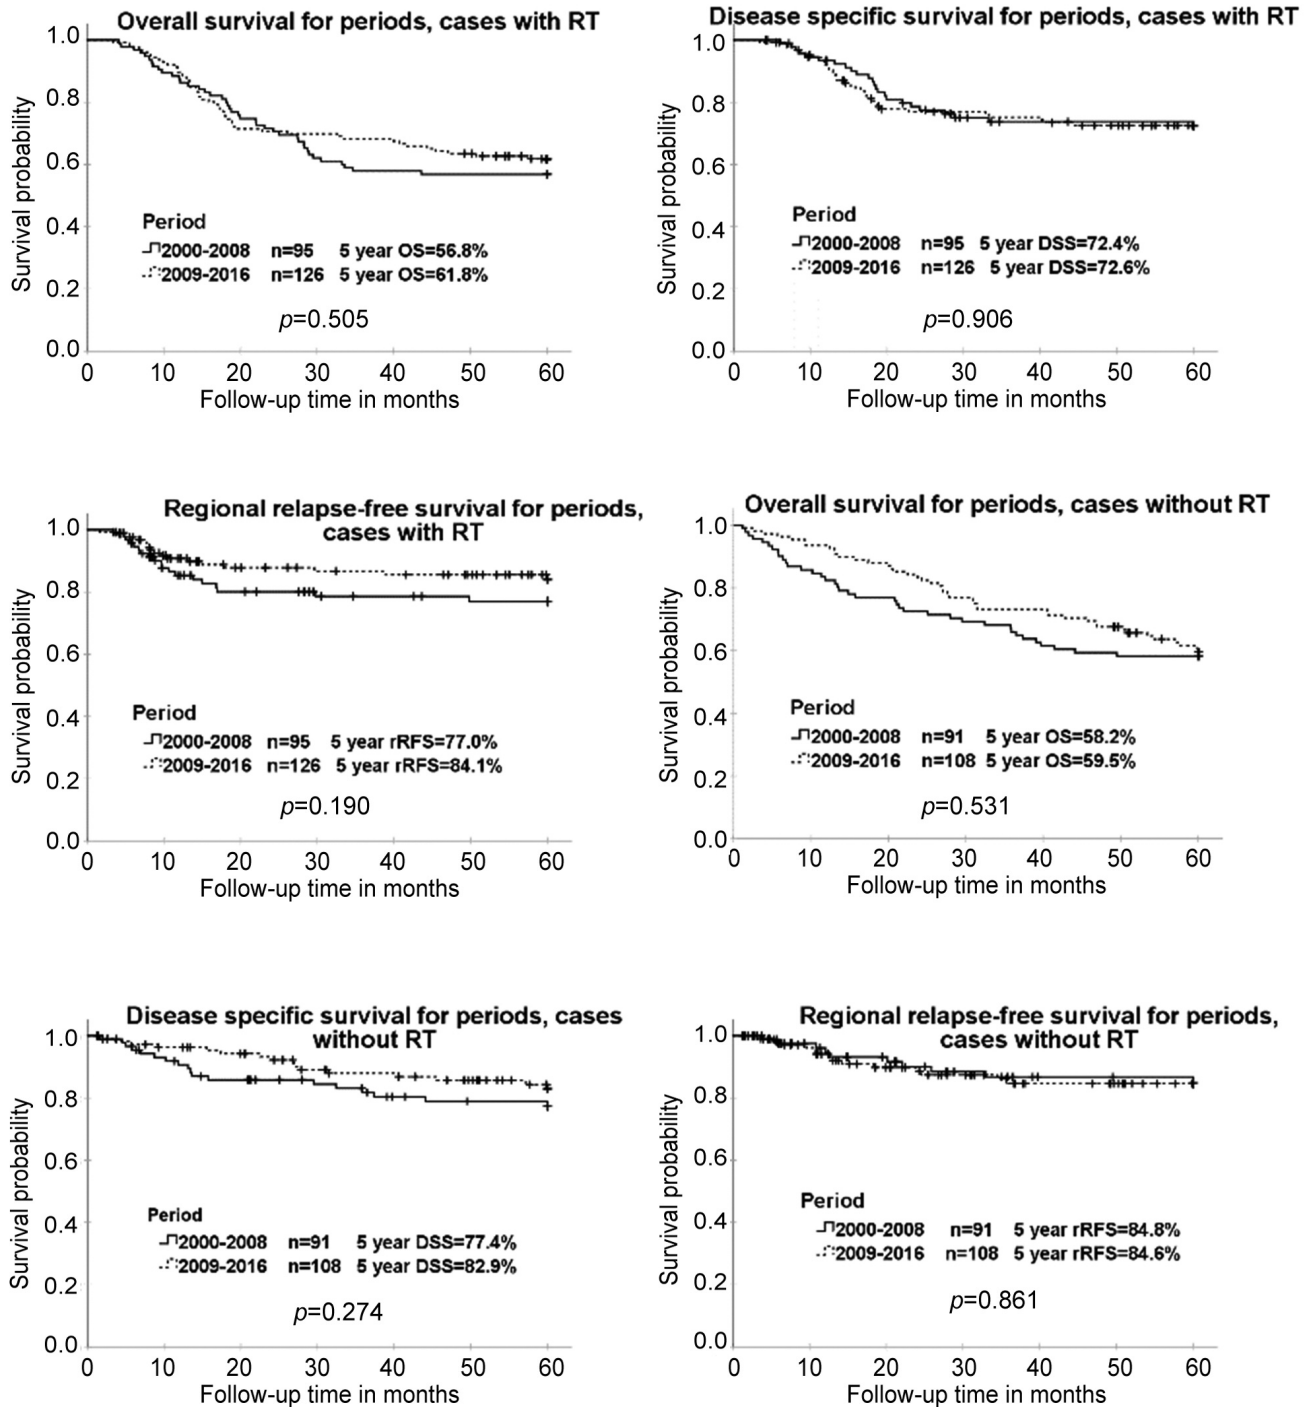 Overall survival for periods, cases with RT
Survival probability
1.0
0.8
0.6
0.4
0.2
0.0
Period
2000-2008 n=95 5 year OS=56.8%
2009-2016 n=126 5 year OS=61.8%
p=0.505
0 10 20 30 40 50 60
Follow-up time in months
Disease specific survival for periods, cases with RT
Survival probability
1.0
0.8
0.6
0.4
0.2
0.0
Period
2000-2008 n=95 5 year DSS=72.4%
2009-2016 n=126 5 year DSS=72.6%
p=0.906
0 10 20 30 40 50 60
Follow-up time in months
Regional relapse-free survival for periods,
cases with RT
Survival probability
1.0
0.8
0.6
0.4
0.2
0.0
Period
2000-2008 n=95 5 year rRFS=77.0%
2009-2016 n=126 5 year rRFS=84.1%
p=0.190
0 10 20 30 40 50 60
Follow-up time in months
Overall survival for periods, cases without RT
Survival probability
1.0
0.8
0.6
0.4
0.2
0.0
Period
2000-2008 n=91 5 year OS=58.2%
2009-2016 n=108 5 year OS=59.5%
p=0.531
0 10 20 30 40 50 60
Follow-up time in months
Disease specific survival for periods, cases
without RT
Survival probability
1.0
0.8
0.6
0.4
0.2
0.0
Period
2000-2008 n=91 5 year DSS=77.4%
2009-2016 n=108 5 year DSS=82.9%
p=0.274
0 10 20 30 40 50 60
Follow-up time in months
Regional relapse-free survival for periods,
cases without RT
Survival probability
1.0
0.8
0.6
0.4
0.2
0.0
Period
2000-2008 n=91 5 year rRFS=84.8%
2009-2016 n=108 5 year rRFS=84.6%
p=0.861
0 10 20 30 40 50 60
Follow-up time in months